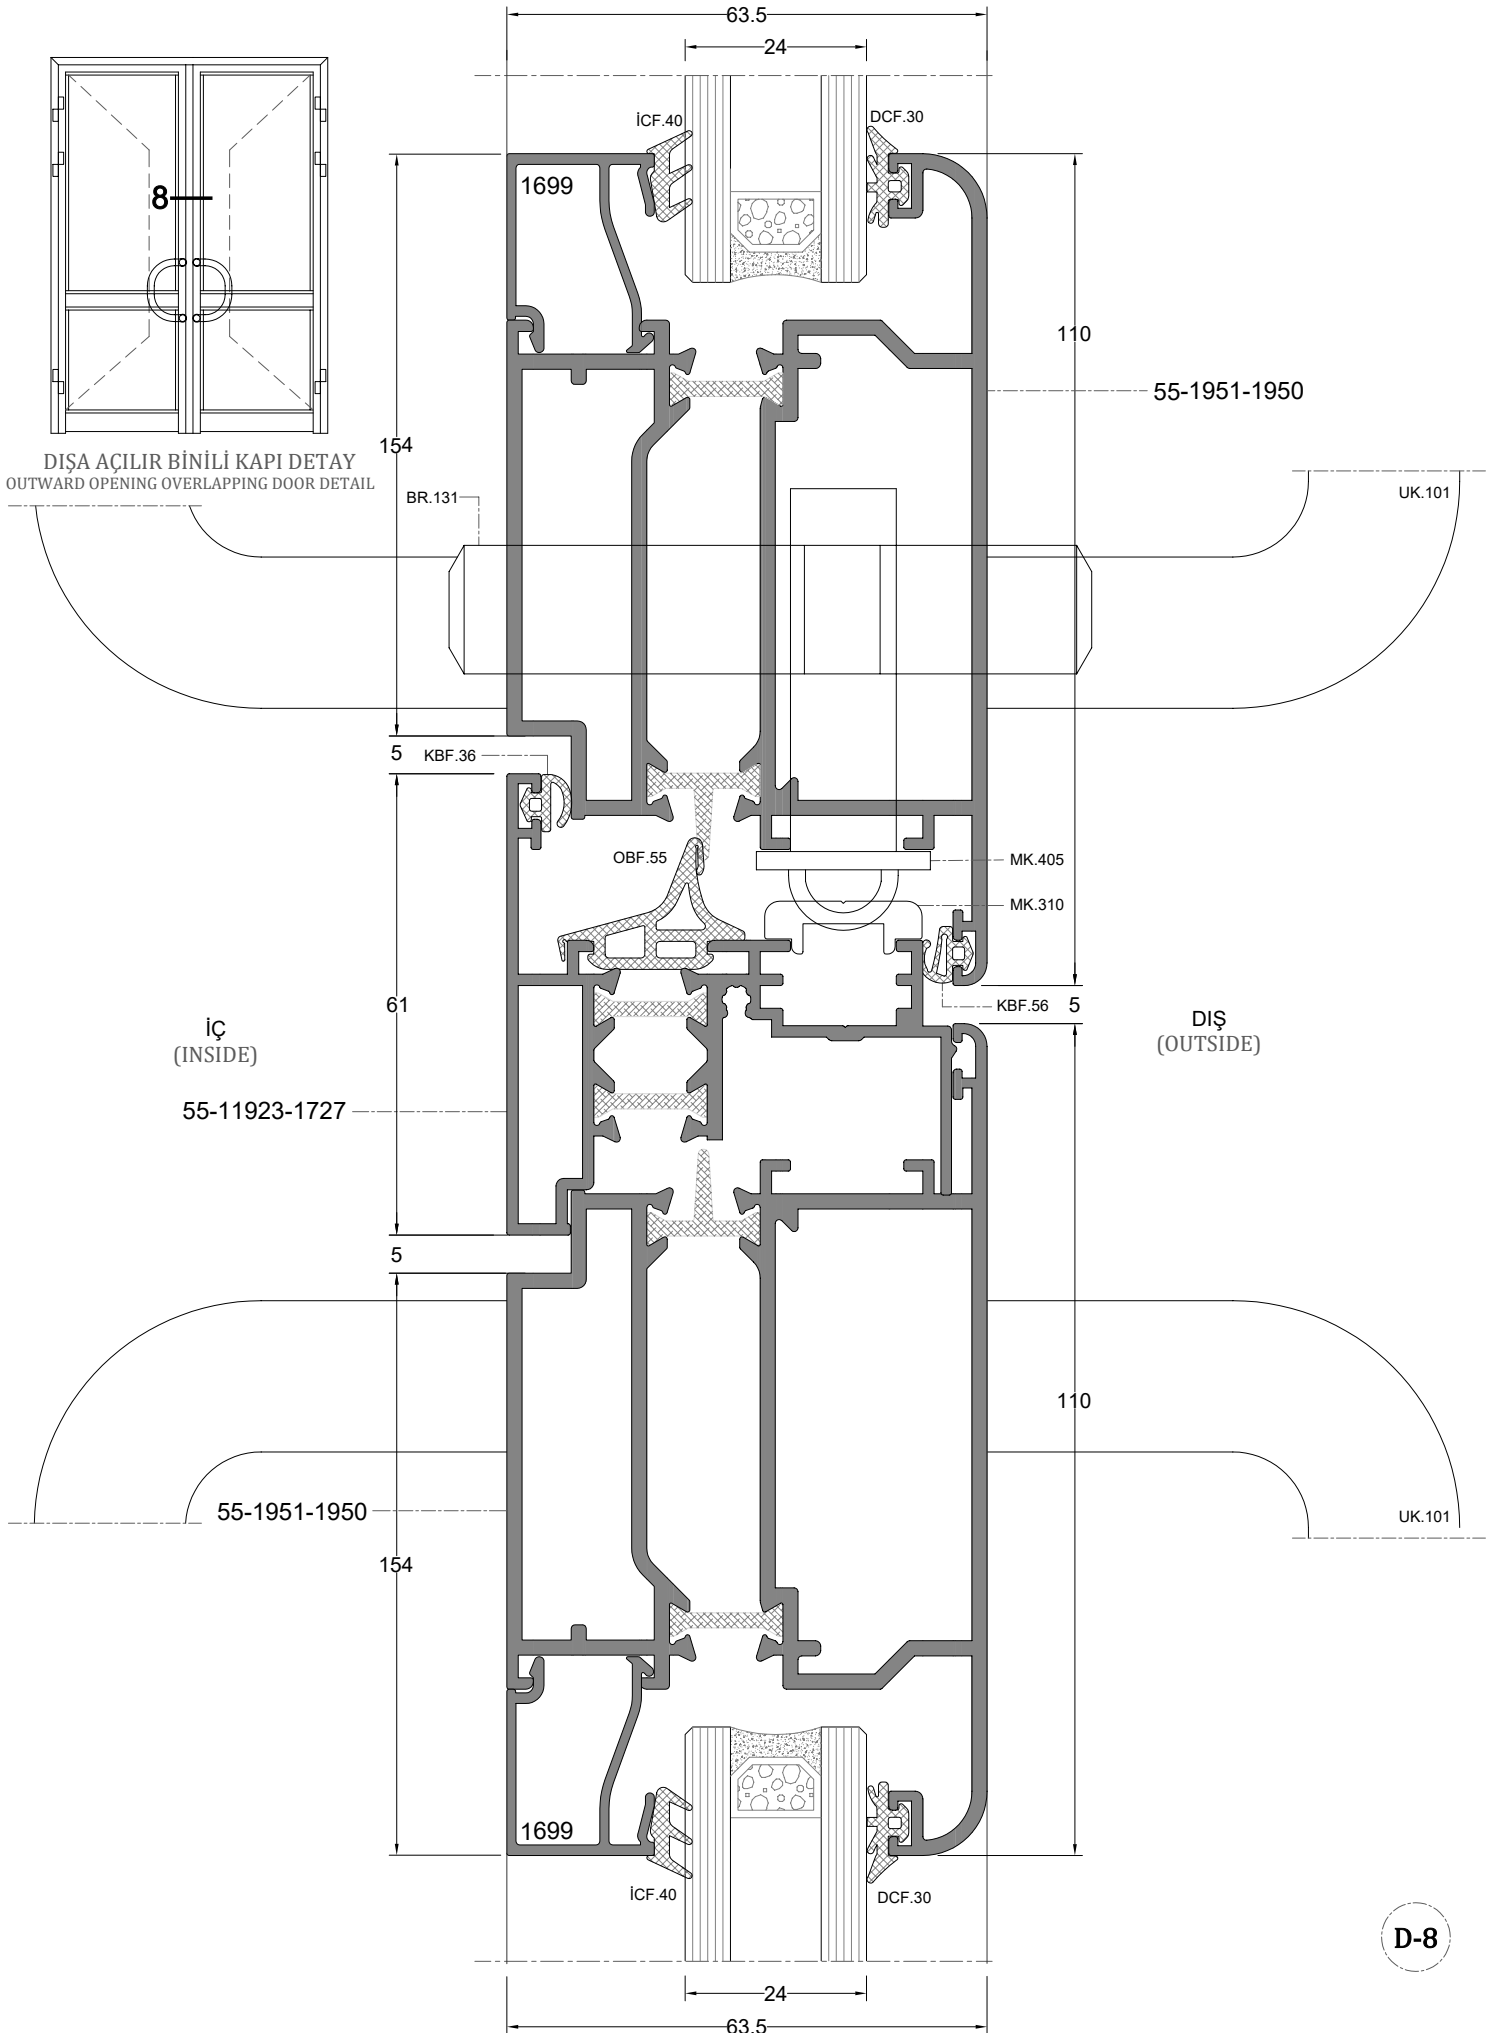 63.5
24
İCF.40
DCF.30
1699
8
110
55-1951-1950
154
DIŞA AÇILIR BİNİLİ KAPI DETAY
OUTWARD OPENING OVERLAPPING DOOR DETAIL
BR.131
UK.101
5
KBF.36
OBF.55
MK.405
MK.310
61
KBF.56
5
İÇ
(INSIDE)
DIŞ
(OUTSIDE)
55-11923-1727
5
110
55-1951-1950
UK.101
154
1699
İCF.40
DCF.30
D-8
24
63.5